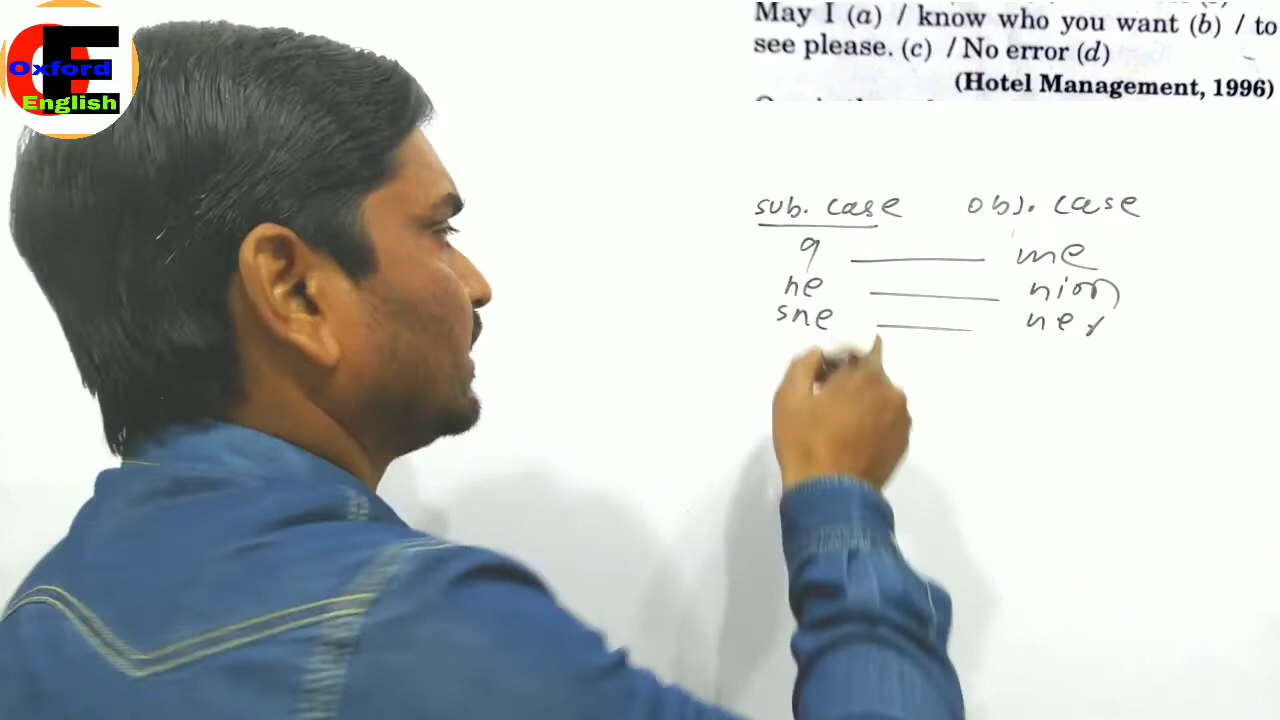 OE
Oxford
English
May I (a) / know who you want (b) / to
see please. (c) / No error (d)
(Hotel Management, 1996)
sub. case obj. case
I me
he him
she her